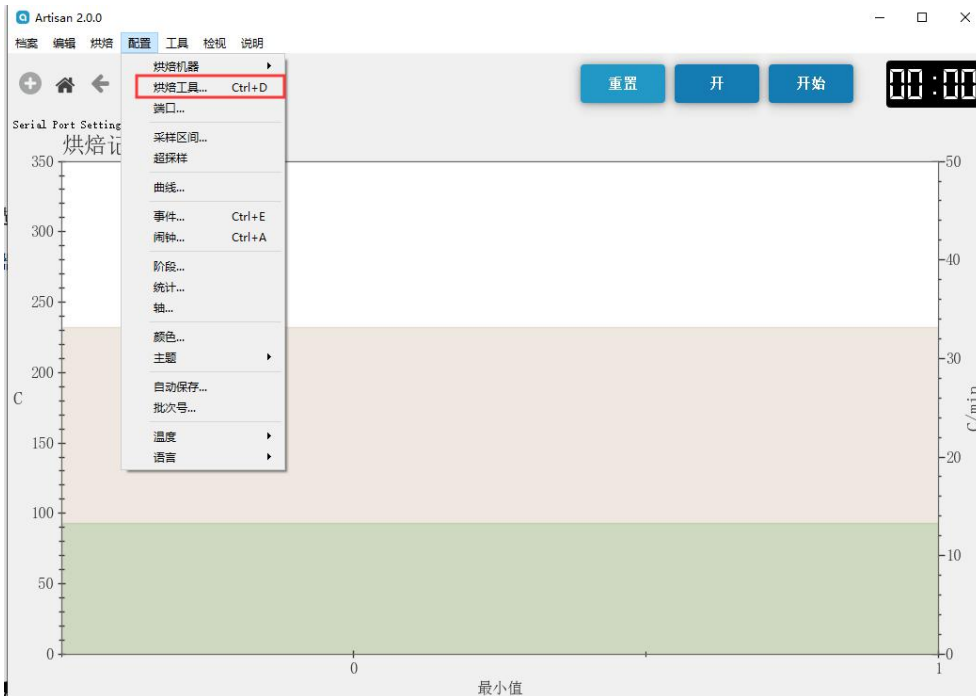 Artisan 2.0.0
档案 编辑 烘焙 配置 工具 检视 说明
烘焙机器
烘焙工具... Ctrl+D
端口...
采样区间...
超採样
曲线...
事件... Ctrl+E
闹钟... Ctrl+A
阶段...
统计...
轴...
颜色...
主题
自动保存...
批次号...
温度
语言
重置 开 开始 00:00
Serial Port Setting
烘焙记
350
300
250
200
150
100
50
0
C
50
40
30
20
10
0
C/min
0 1
最小值